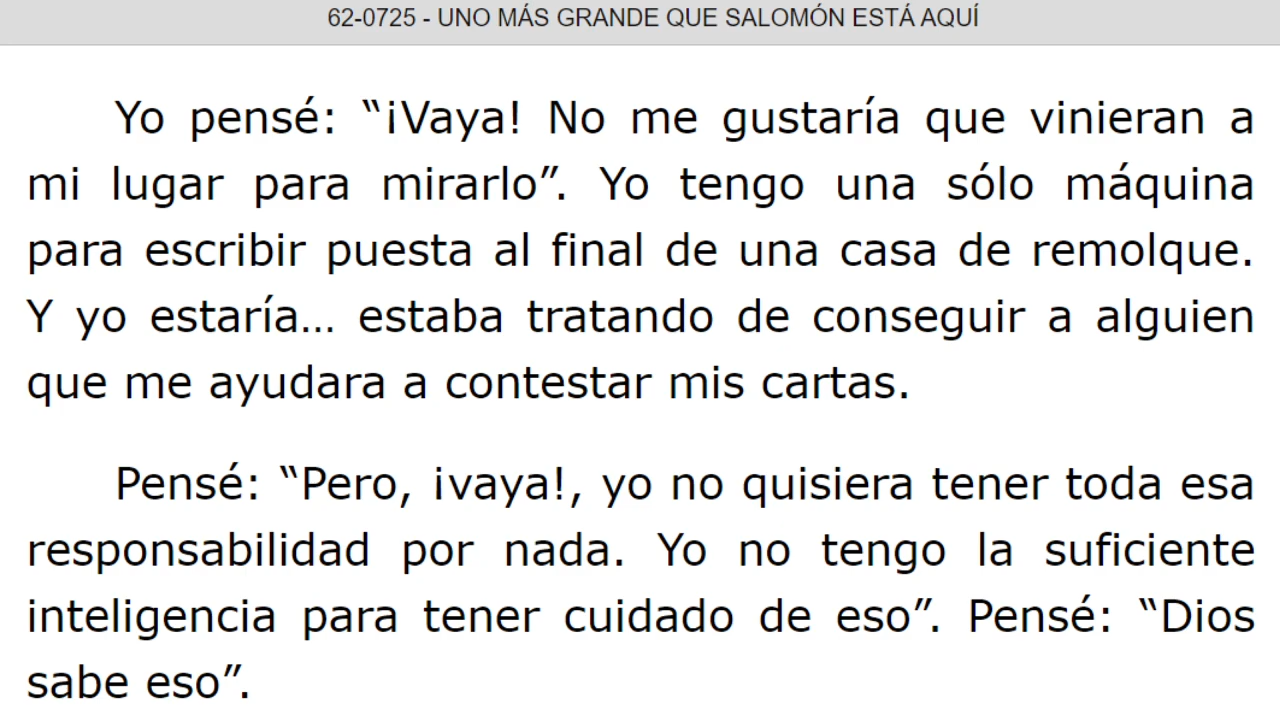 62-0725 - UNO MÁS GRANDE QUE SALOMÓN ESTÁ AQUÍ
Yo pensé: “¡Vaya! No me gustaría que vinieran a
mi lugar para mirarlo”. Yo tengo una sólo máquina
para escribir puesta al final de una casa de remolque.
Y yo estaría… estaba tratando de conseguir a alguien
que me ayudara a contestar mis cartas.
Pensé: “Pero, ¡vaya!, yo no quisiera tener toda esa
responsabilidad por nada. Yo no tengo la suficiente
inteligencia para tener cuidado de eso”. Pensé: “Dios
sabe eso”.